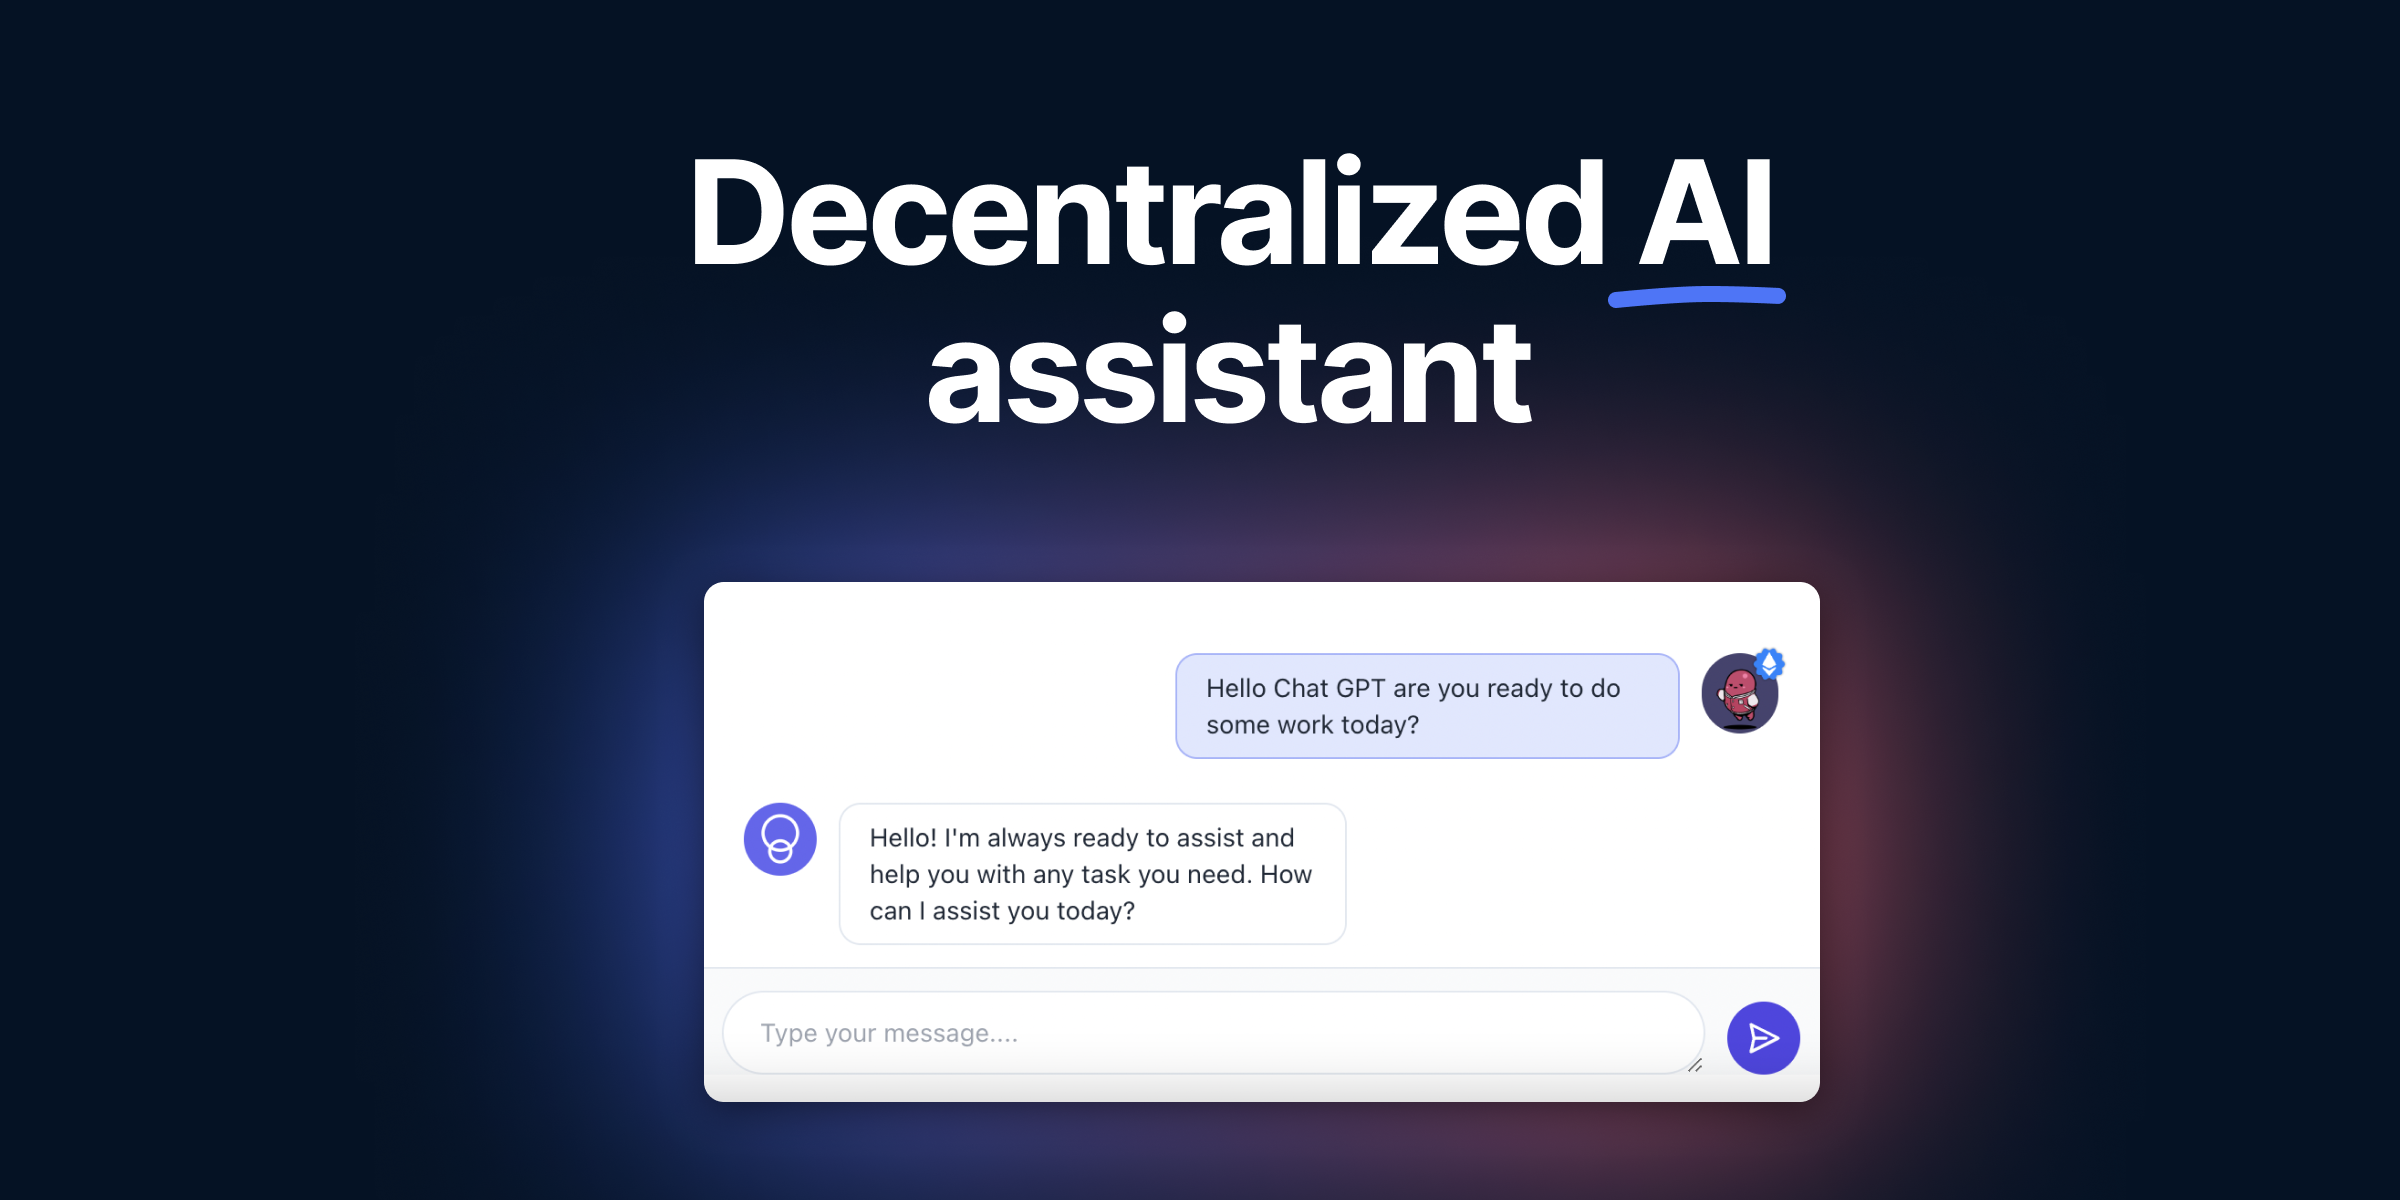 Decentralized AI
assistant
Hello Chat GPT are you ready to do
some work today?
Hello! I'm always ready to assist and
help you with any task you need. How
can I assist you today?
Type your message....